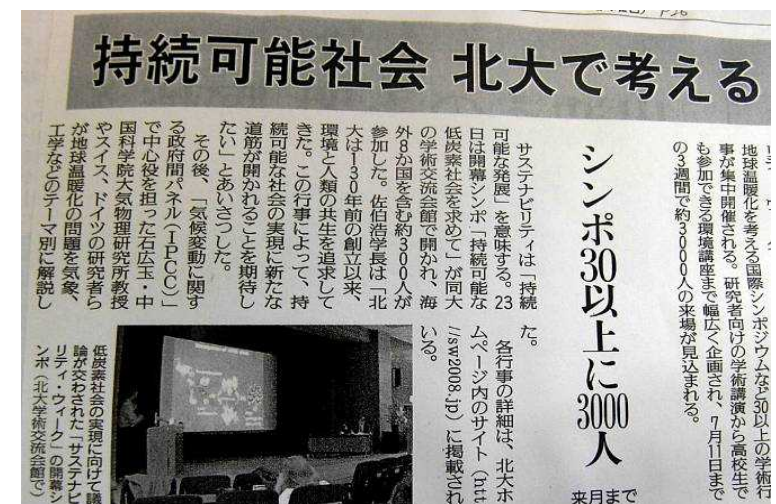 持続可能社会 北大で考える
シンポ30以上に3000人
来月まで
地球温暖化を考える国際シンポジウムなど30以上の学術行
事が集中開催される。研究者向けの学術講演から高校生で
も参加できる環境講座まで幅広く企画され、7月11日まで
の3週間で約3000人の来場が見込まれる。
サステナビリティは「持続
可能な発展」を意味する。23
日は開幕シンポ「持続可能な
低炭素社会を求めて」が同大
の学術交流会館で開かれ、海
外8か国を含む約300人が
参加した。佐伯浩学長は「北
大は130年前の創立以来、
環境と人類の共生を追求して
きた。この行事によって、持
続可能な社会の実現に新たな
道筋が開かれることを期待し
たい」とあいさつした。
その後、「気候変動に関す
る政府間パネル(IPCC)」
で中心役を担った石広玉・中
国科学院大気物理研究所教授
やスイス、ドイツの研究者ら
が地球温暖化の問題を気象、
工学などのテーマ別に解説し
た。
各行事の詳細は、北大ホ
ムページ内のサイト(htt
//sw2008.jp)に掲載され
いる。
低炭素社会の実現に向けて議
論が交わされた「サステナビ
リティ・ウィーク」の開幕シ
ンポ(北大学術交流会館で)